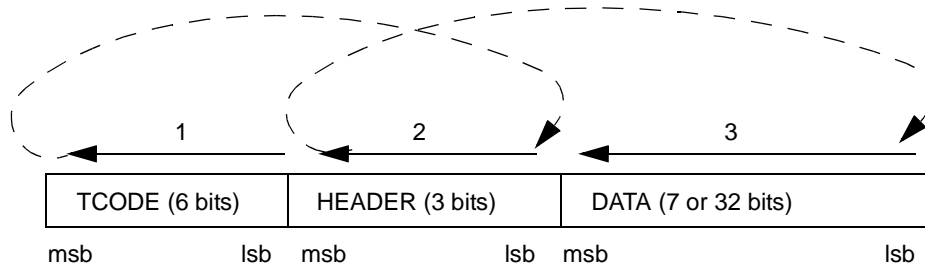 1 2 3
TCODE (6 bits) HEADER (3 bits) DATA (7 or 32 bits)
msb lsb msb lsb msb lsb